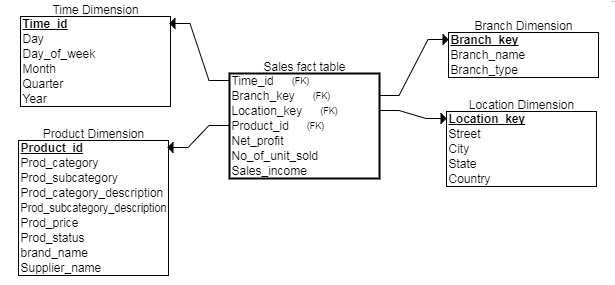 Time Dimension
Time_id
Day
Day_of_week
Month
Quarter
Year
Product Dimension
Product_id
Prod_category
Prod_subcategory
Prod_category_description
Prod_subcategory_description
Prod_price
Prod_status
brand_name
Supplier_name
Sales fact table
Time_id (FK)
Branch_key (FK)
Location_key (FK)
Product_id (FK)
Net_profit
No_of_unit_sold
Sales_income
Branch Dimension
Branch_key
Branch_name
Branch_type
Location Dimension
Location_key
Street
City
State
Country